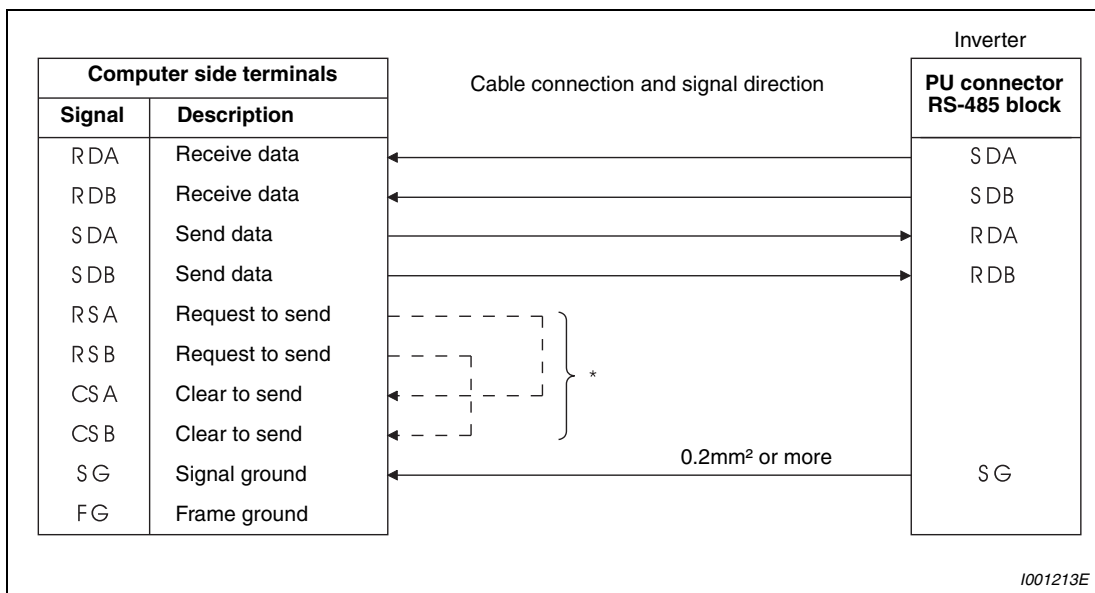 Inverter
Computer side terminals
Cable connection and signal direction
PU connector
RS-485 block
Signal Description
RDA Receive data SDA
RDB Receive data SDB
SDA Send data RDA
SDB Send data RDB
RSA Request to send
RSB Request to send
*
CSA Clear to send
CSB Clear to send
0.2mm² or more
SG Signal ground SG
FG Frame ground
I001213E